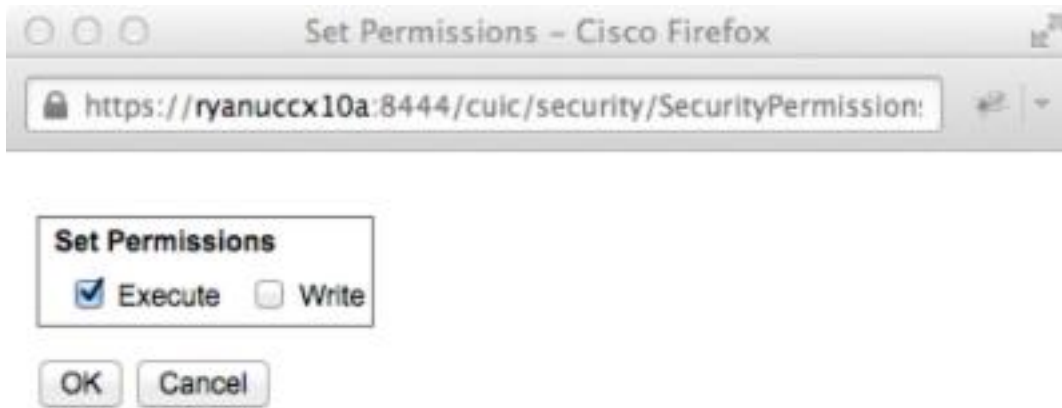 Set Permissions – Cisco Firefox
https://ryanuccx10a:8444/cuic/security/SecurityPermission:
Set Permissions
Execute Write
OK Cancel